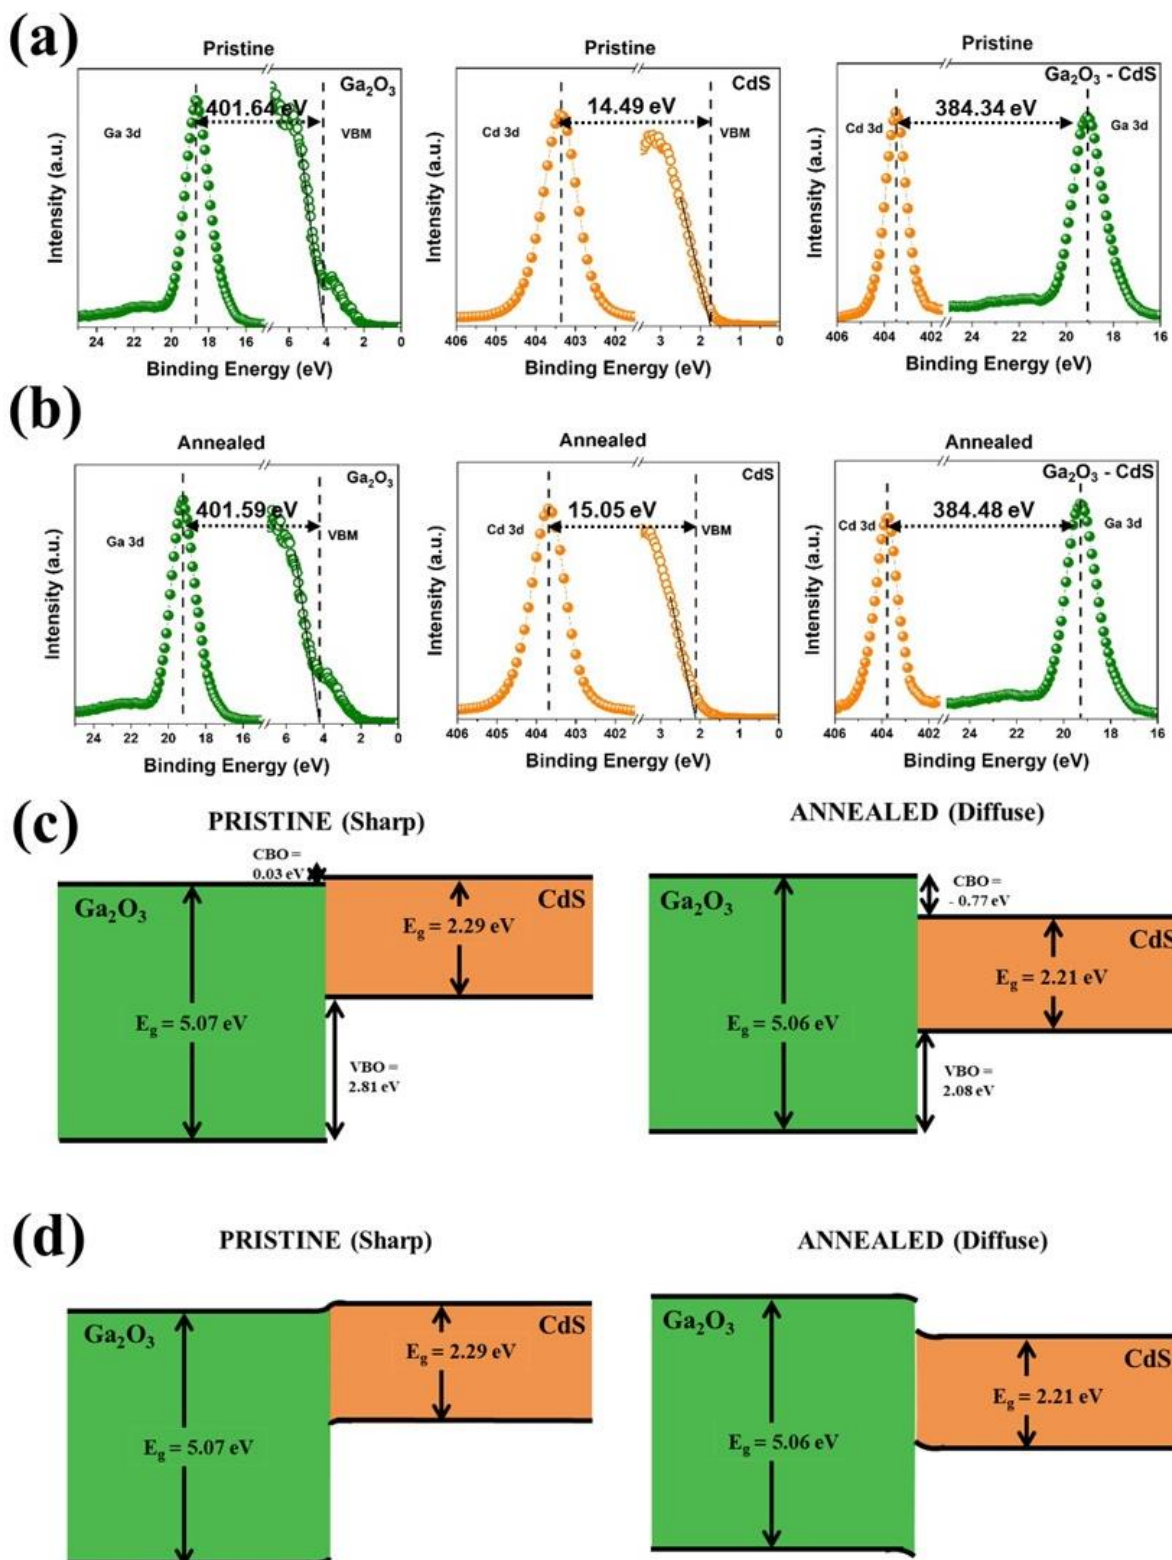 (a)
Pristine
Ga₂O₃
401.64 eV
Ga 3d
VBM
Intensity (a.u.)
24 22 20 18 16 6 4 2 0
Binding Energy (eV)
Pristine
CdS
14.49 eV
Cd 3d
VBM
Intensity (a.u.)
406 405 404 403 402 3 2 1 0
Binding Energy (eV)
Pristine
Ga₂O₃ - CdS
384.34 eV
Cd 3d
Ga 3d
Intensity (a.u.)
406 404 402 24 22 20 18 16
Binding Energy (eV)
(b)
Annealed
Ga₂O₃
401.59 eV
Ga 3d
VBM
Intensity (a.u.)
24 22 20 18 16 6 4 2 0
Binding Energy (eV)
Annealed
CdS
15.05 eV
Cd 3d
VBM
Intensity (a.u.)
406 405 404 403 402 3 2 1 0
Binding Energy (eV)
Annealed
Ga₂O₃ - CdS
384.48 eV
Cd 3d
Ga 3d
Intensity (a.u.)
406 404 402 24 22 20 18 16
Binding Energy (eV)
(c)
PRISTINE (Sharp)
CBO =
0.03 eV
Ga₂O₃
CdS
E_g = 2.29 eV
E_g = 5.07 eV
VBO =
2.81 eV
ANNEALED (Diffuse)
Ga₂O₃
CBO =
- 0.77 eV
CdS
E_g = 2.21 eV
E_g = 5.06 eV
VBO =
2.08 eV
(d)
PRISTINE (Sharp)
Ga₂O₃
CdS
E_g = 2.29 eV
E_g = 5.07 eV
ANNEALED (Diffuse)
Ga₂O₃
CdS
E_g = 2.21 eV
E_g = 5.06 eV